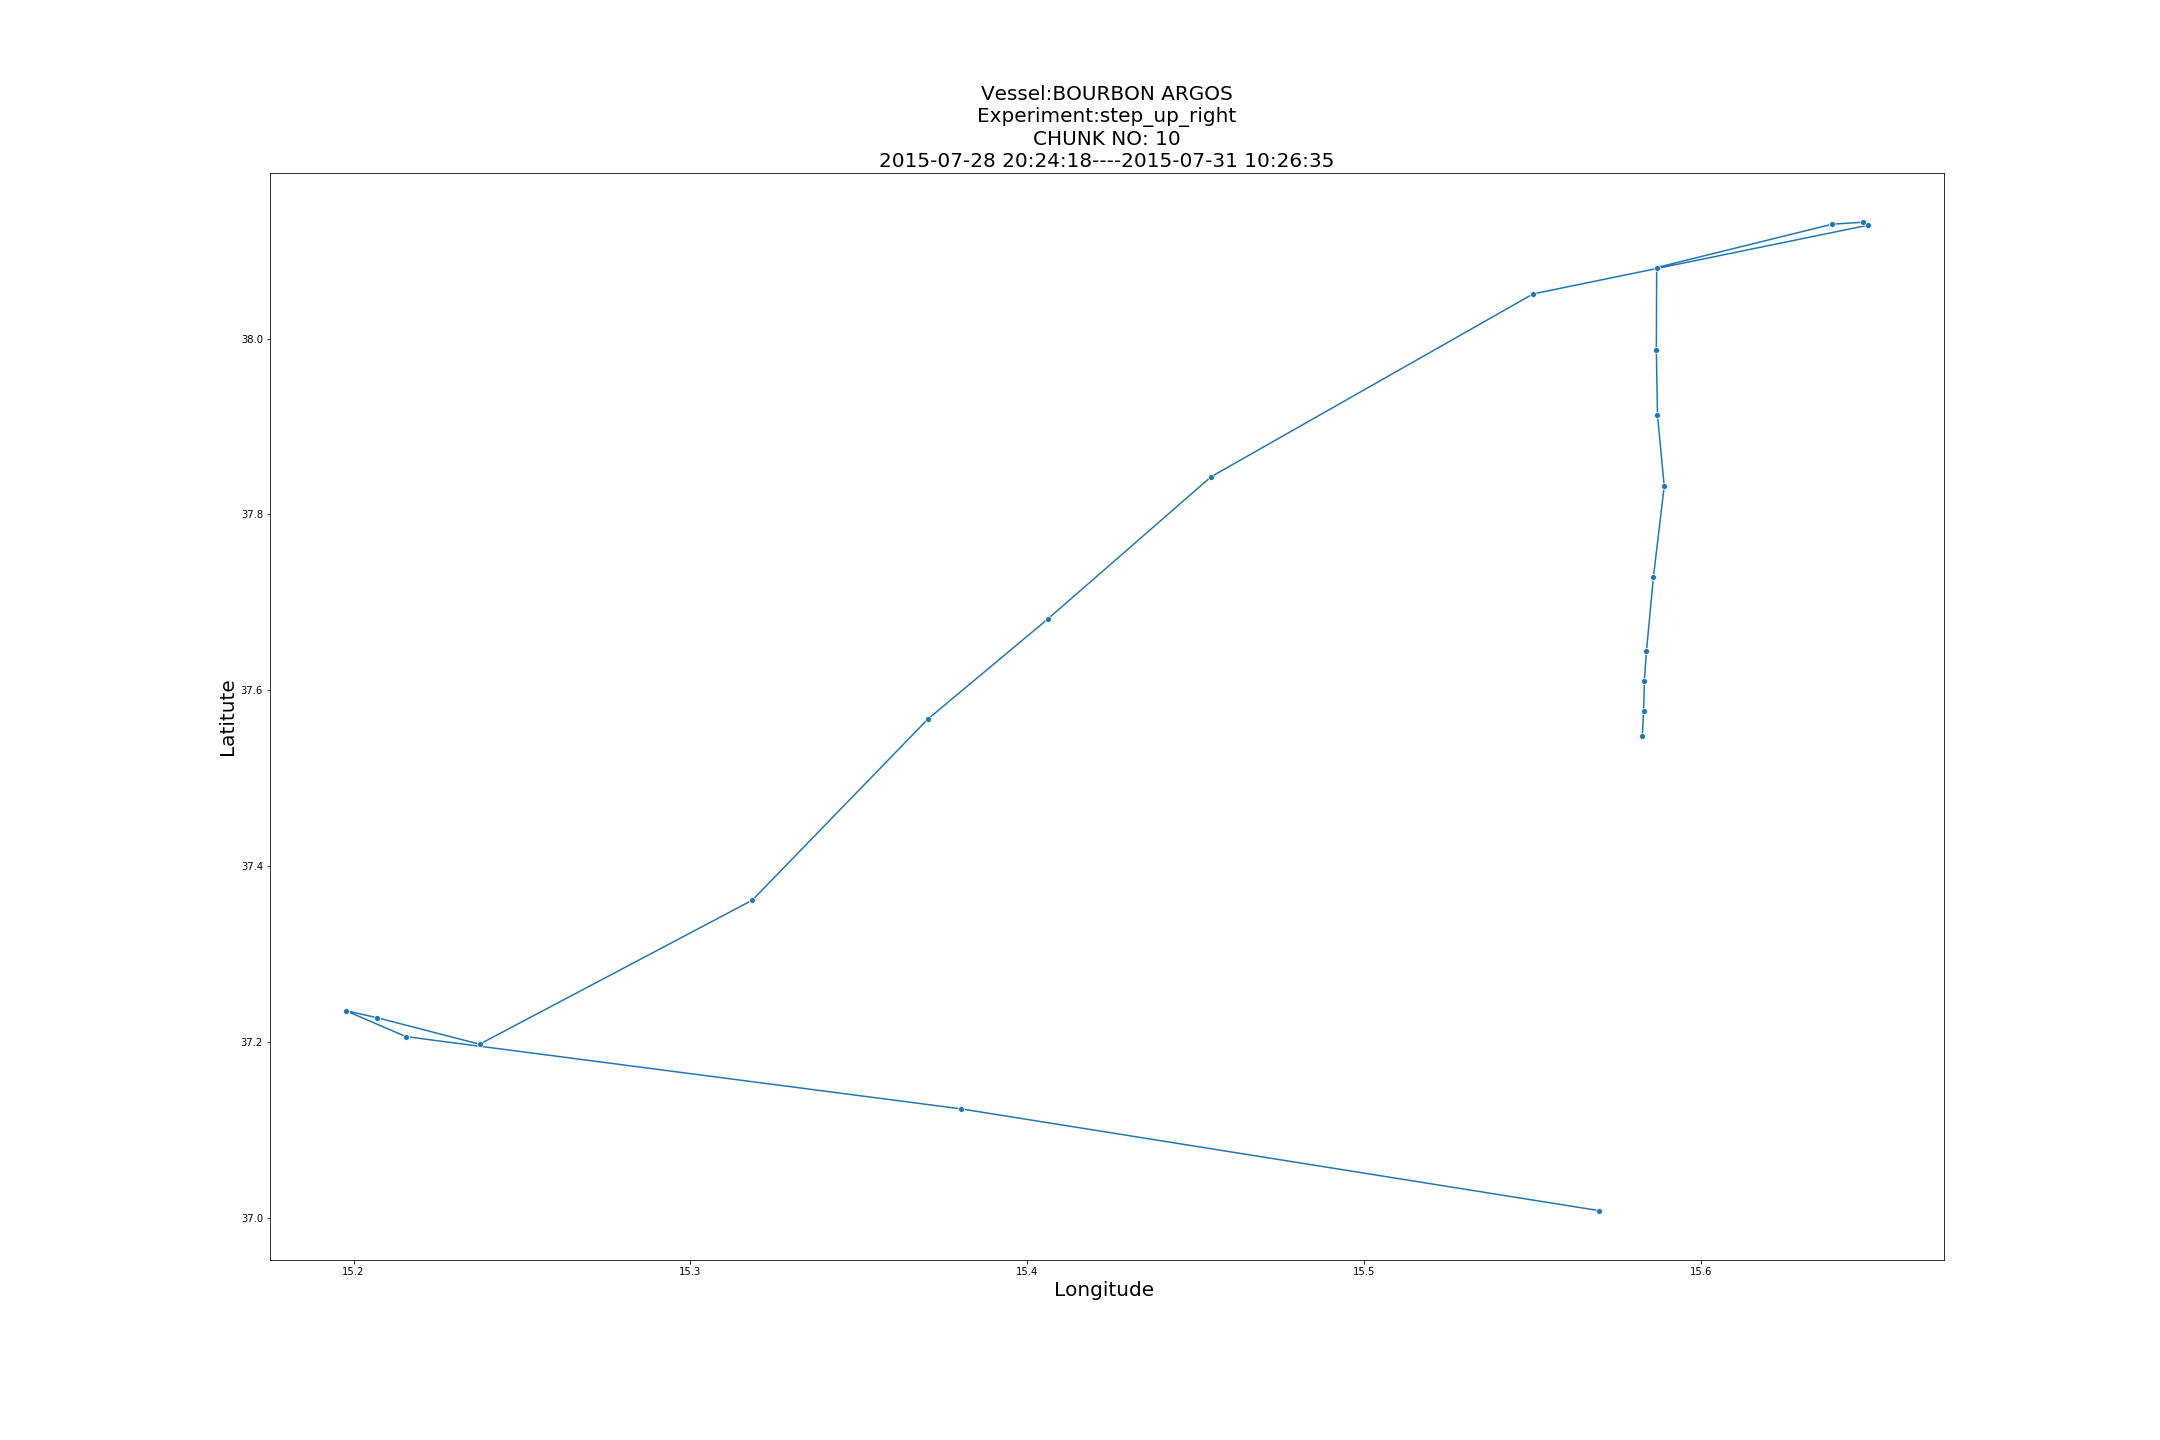 Vessel:BOURBON ARGOS
Experiment:step_up_right
CHUNK NO: 10
2015-07-28 20:24:18----2015-07-31 10:26:35
Latitute
38.0
37.8
37.6
37.4
37.2
37.0
15.2 15.3 15.4 15.5 15.6
Longitude